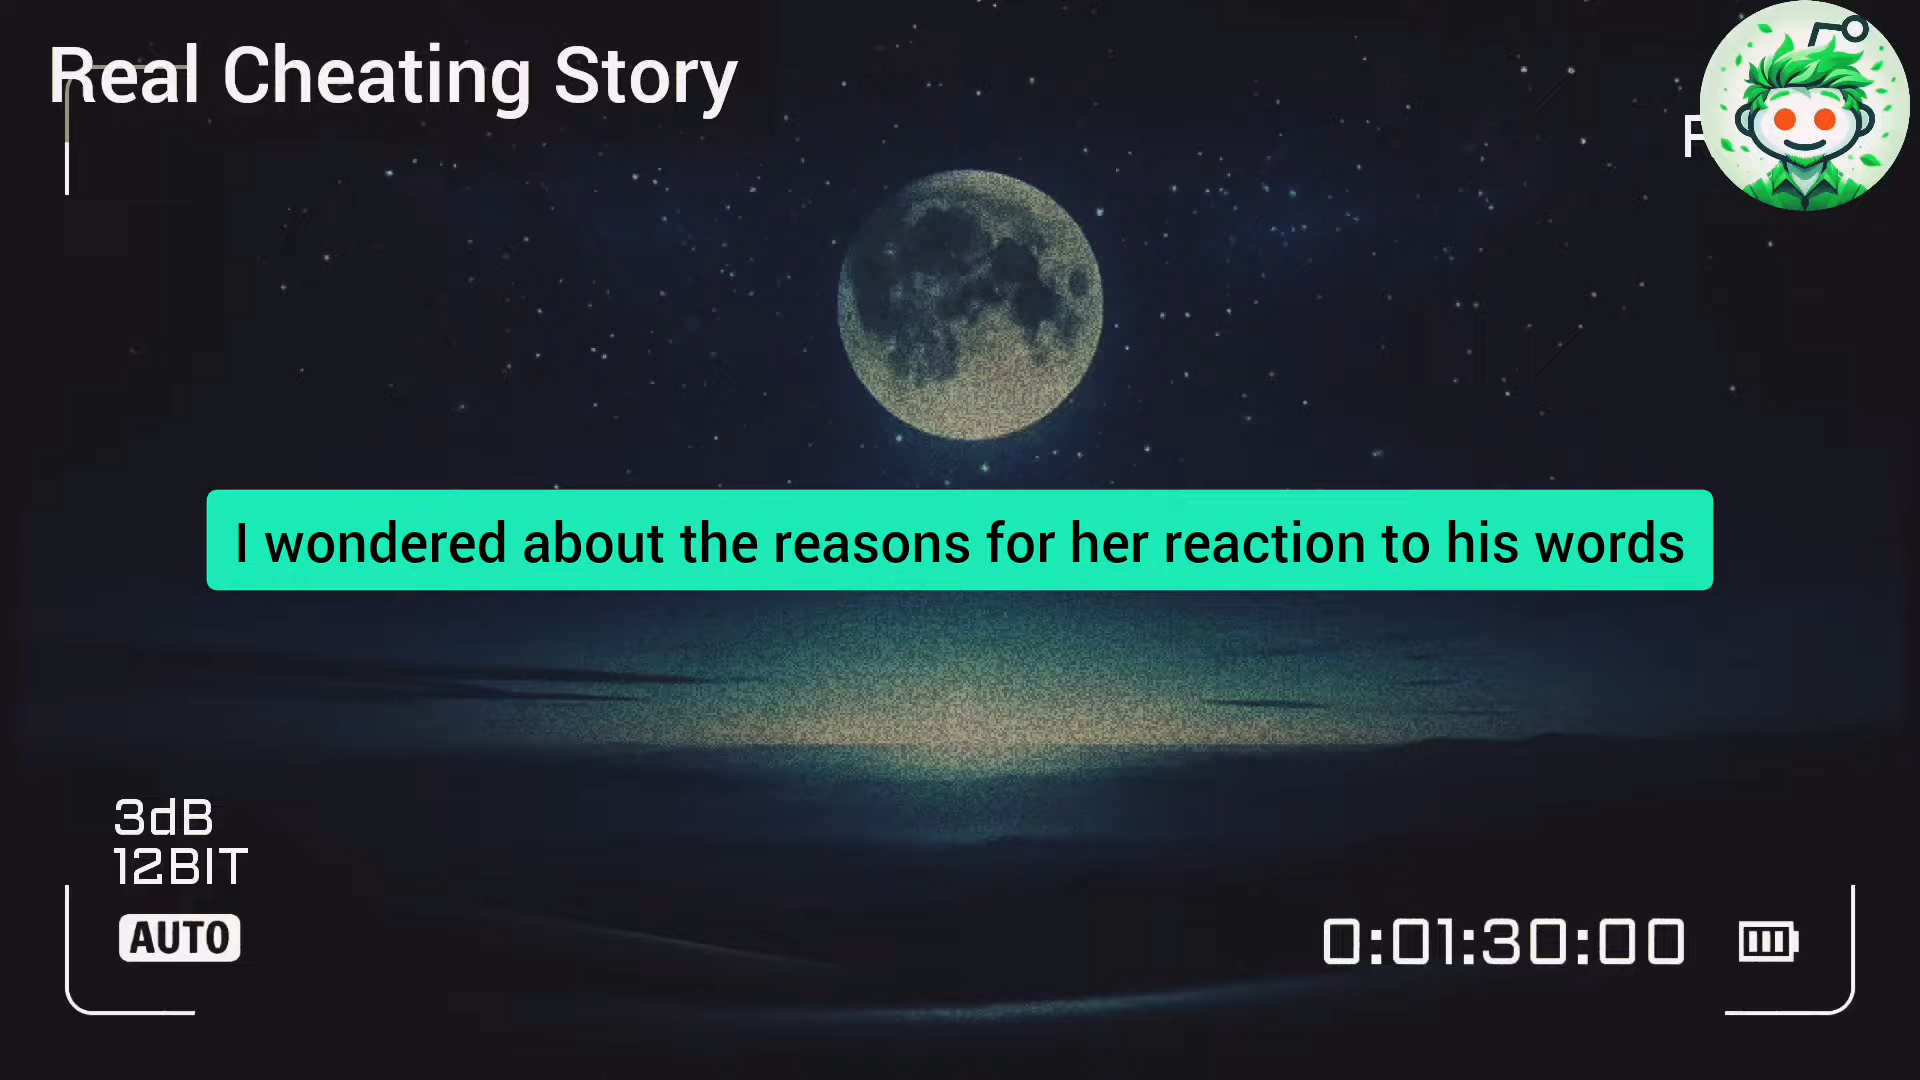 Real Cheating Story
I wondered about the reasons for her reaction to his words
3dB
12BIT
AUTO
0:01:30:00